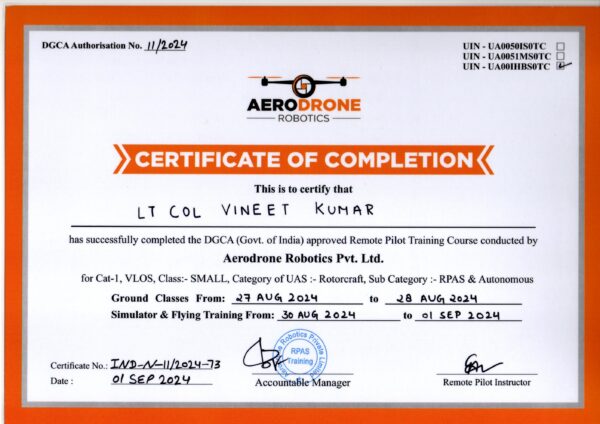 DGCA Authorisation No. 11/2024
UIN - UA0050IS0TC
UIN - UA0051MS0TC
UIN - UA00IHBS0TC
AERODRONE
ROBOTICS
CERTIFICATE OF COMPLETION
This is to certify that
LT COL VINEET KUMAR
has successfully completed the DGCA (Govt. of India) approved Remote Pilot Training Course conducted by
Aerodrone Robotics Pvt. Ltd.
for Cat-1, VLOS, Class:- SMALL, Category of UAS :- Rotorcraft, Sub Category :- RPAS & Autonomous
Ground Classes From: 27 AUG 2024 to 28 AUG 2024
Simulator & Flying Training From: 30 AUG 2024 to 01 SEP 2024
Aerodrone Robotics Private Limited
RPAS
Training
Certificate No.: IND-N-11/2024-73
Date : 01 SEP 2024
Accountable Manager
Remote Pilot Instructor